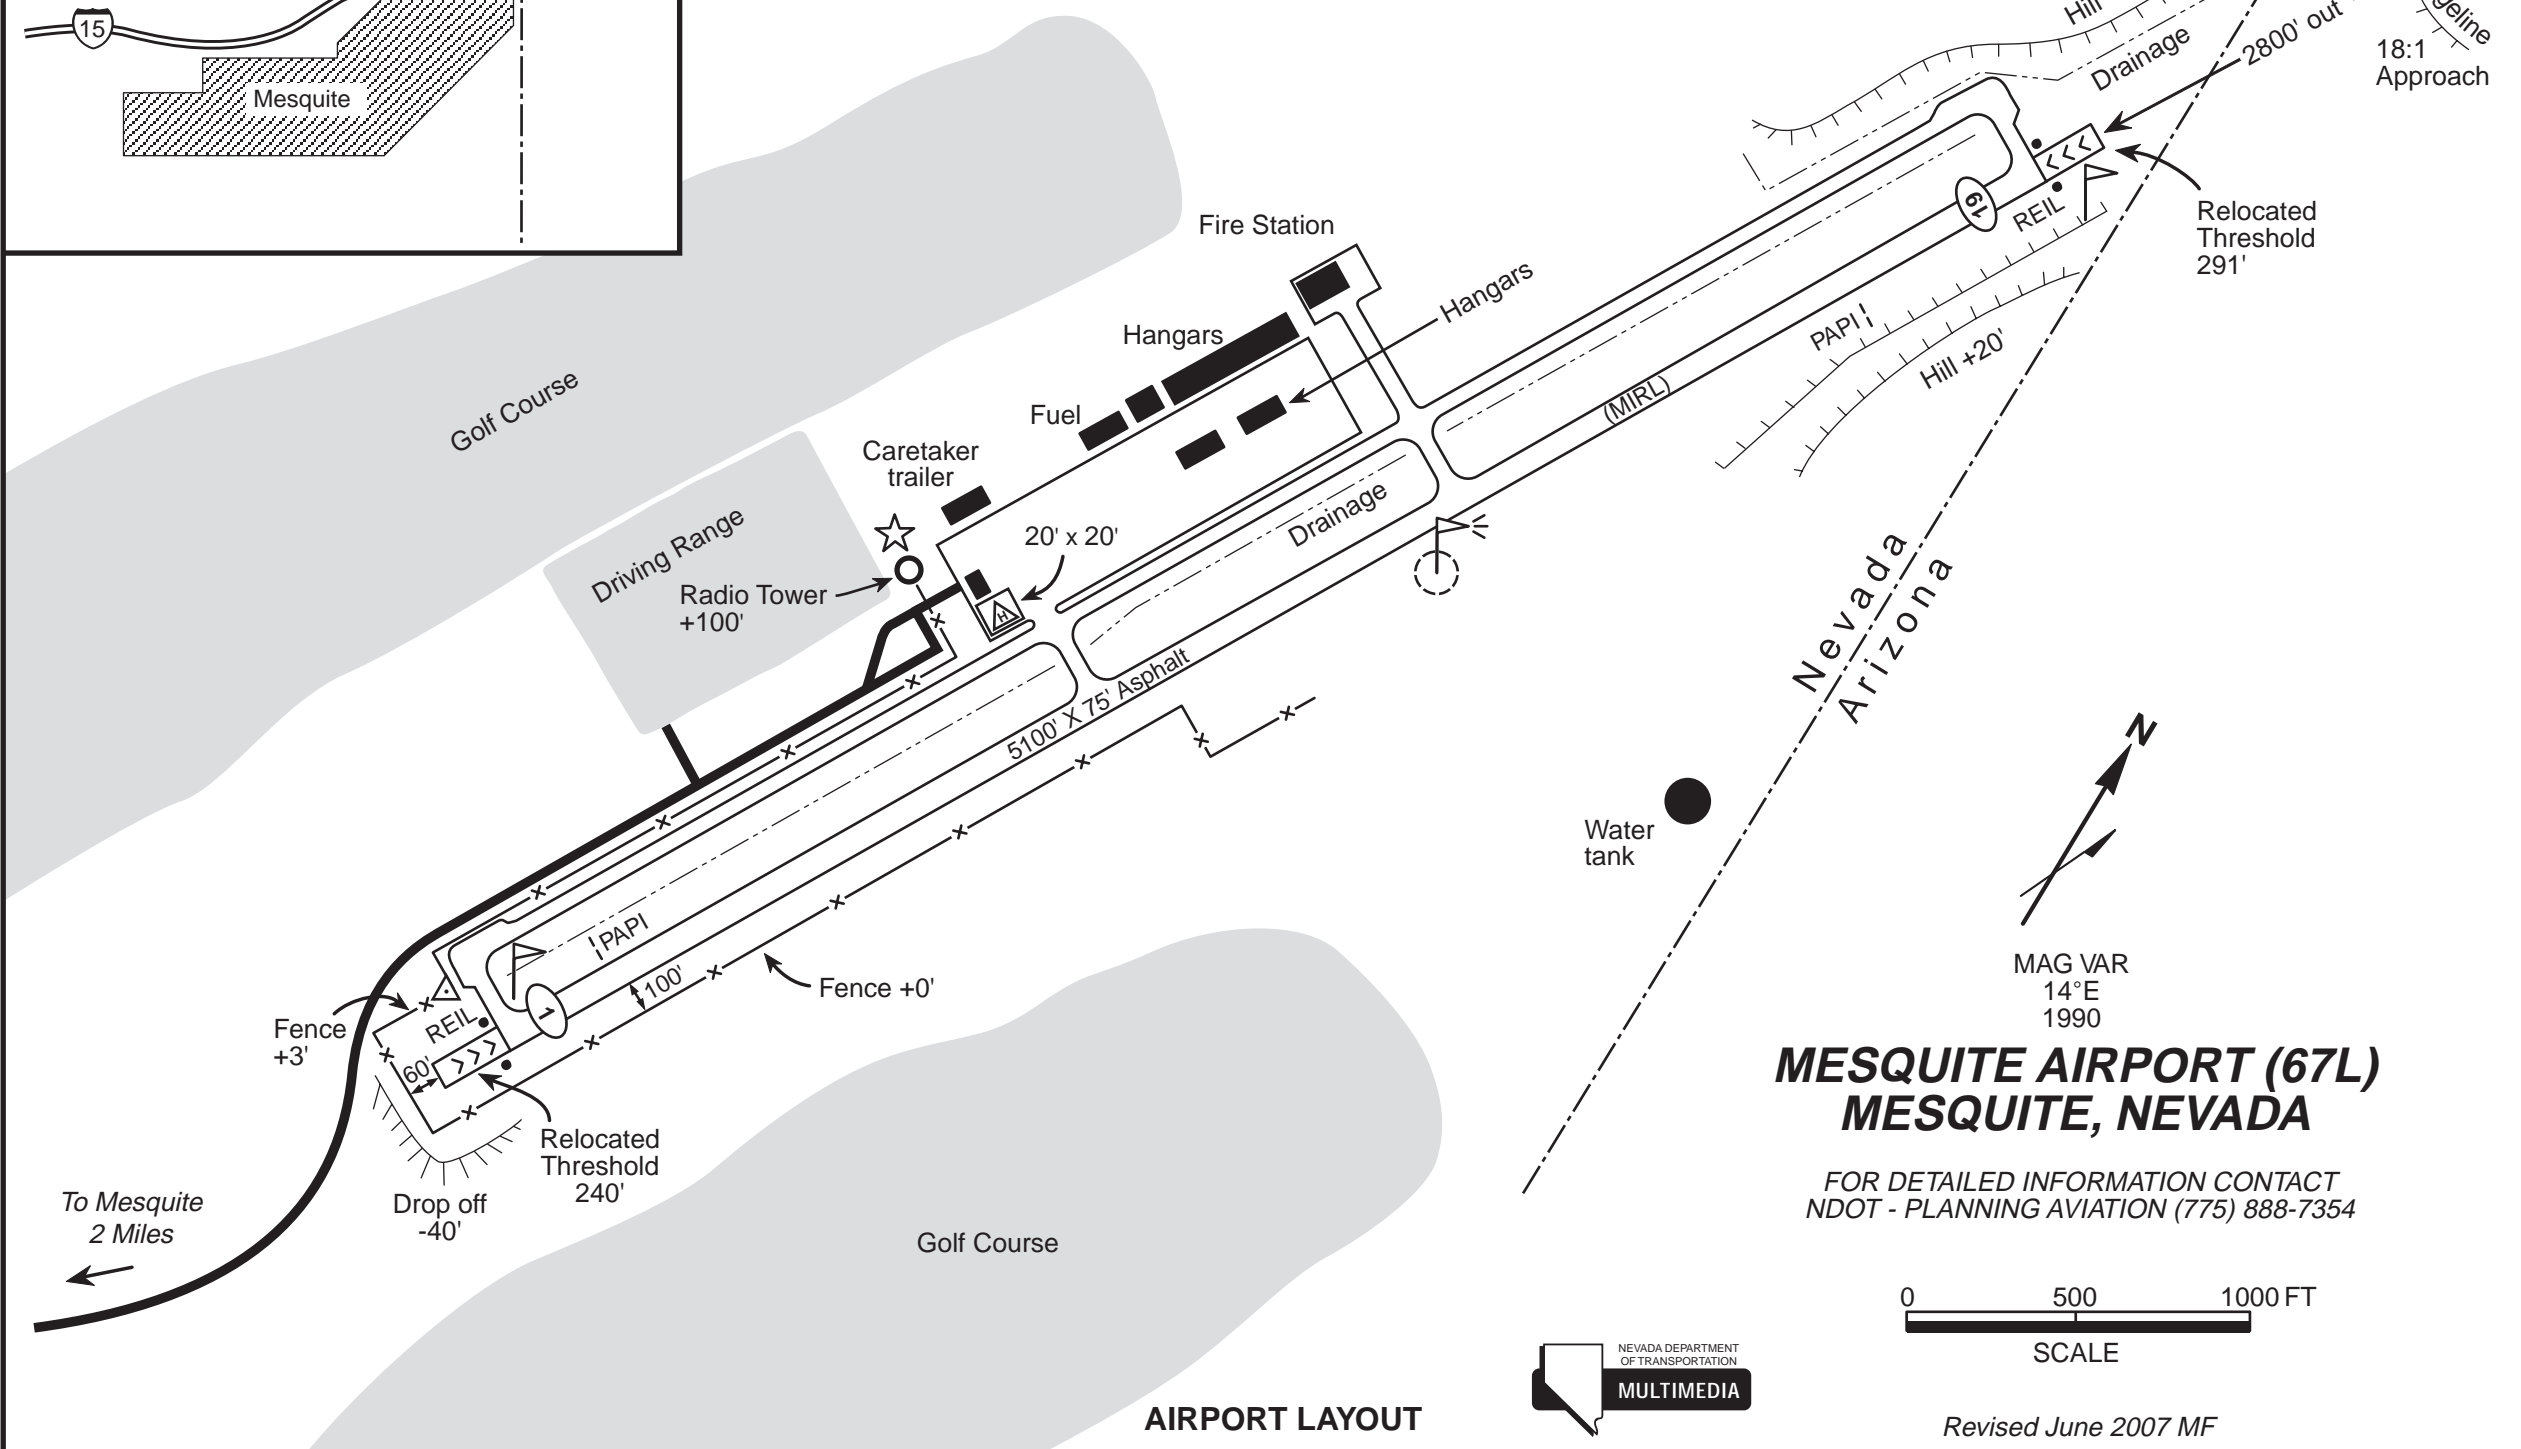 15
Mesquite
Hill
Drainage
2800' out
18:1
Approach
Fire Station
Hangars
Hangars
Fuel
Golf Course
Caretaker
trailer
Driving Range
Radio Tower
+100'
20' x 20'
H
Drainage
19
REIL
Relocated
Threshold
291'
PAPI
Hill +20'
(MIRL)
5100' X 75' Asphalt
Nevada
Arizona
N
Water
tank
MAG VAR
14°E
1990
PAPI
100'
Fence +0'
1
REIL
60'
Fence
+3'
Relocated
Threshold
240'
Drop off
-40'
To Mesquite
2 Miles
Golf Course
MESQUITE AIRPORT (67L)
MESQUITE, NEVADA
FOR DETAILED INFORMATION CONTACT
NDOT - PLANNING AVIATION (775) 888-7354
0 500 1000 FT
SCALE
NEVADA DEPARTMENT
OF TRANSPORTATION
MULTIMEDIA
AIRPORT LAYOUT
Revised June 2007 MF